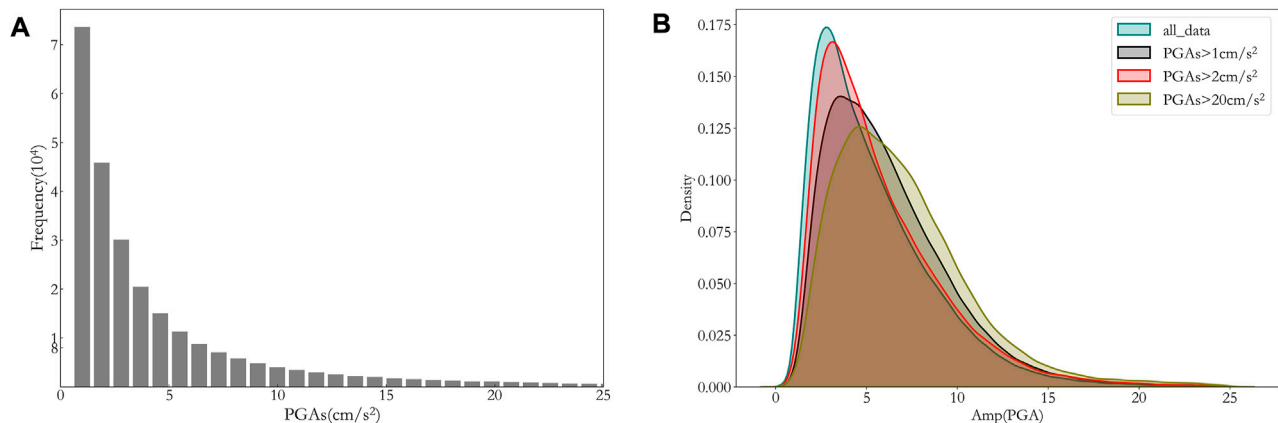 A
Frequency(10⁴)
7
6
5
4
3
2
1
8
0
5
10
15
20
25
PGAs(cm/s²)
B
Density
0.175
0.150
0.125
0.100
0.075
0.050
0.025
0.000
0
5
10
15
20
25
Amp(PGA)
all_data
PGAs>1cm/s²
PGAs>2cm/s²
PGAs>20cm/s²